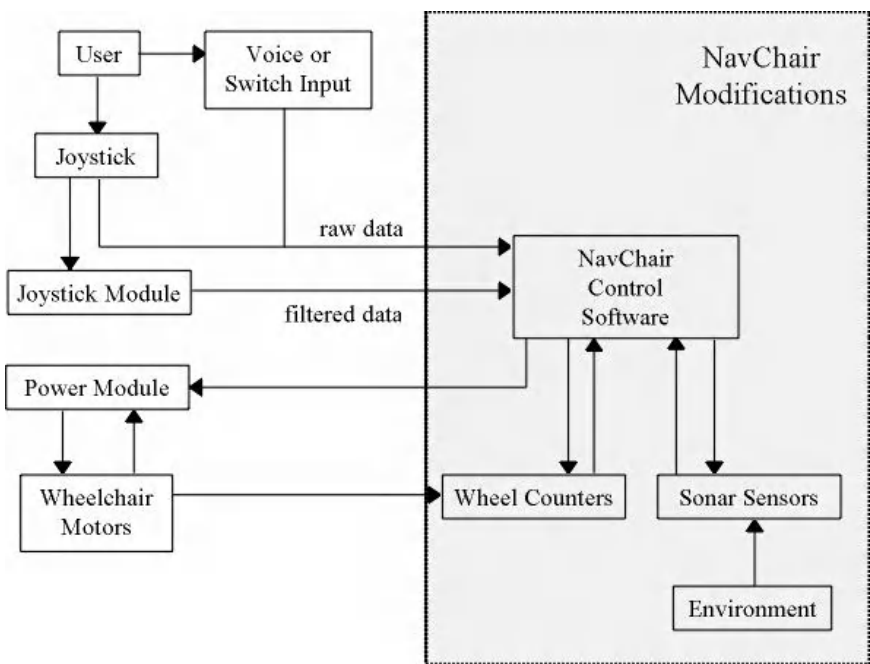 User
Voice or
Switch Input
NavChair
Modifications
Joystick
raw data
NavChair
Control
Software
Joystick Module
filtered data
Power Module
Wheelchair
Motors
Wheel Counters
Sonar Sensors
Environment